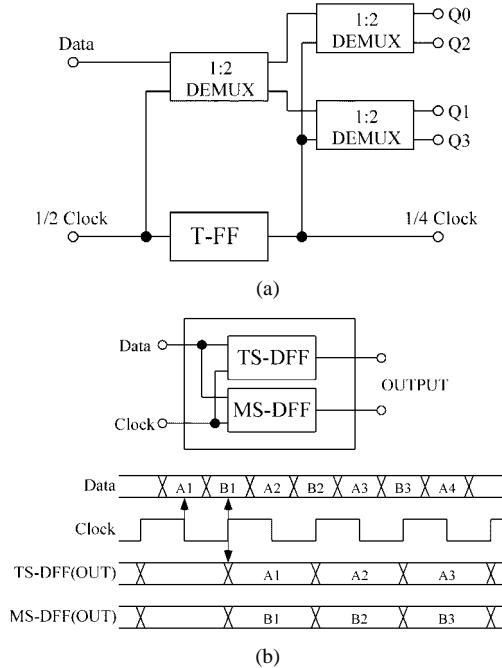 Data
1:2
DEMUX
1:2
DEMUX
Q0
Q2
1:2
DEMUX
Q1
Q3
1/2 Clock
T-FF
1/4 Clock
(a)
Data
TS-DFF
OUTPUT
MS-DFF
Clock
Data A1 B1 A2 B2 A3 B3 A4
Clock
TS-DFF(OUT) A1 A2 A3
MS-DFF(OUT) B1 B2 B3
(b)